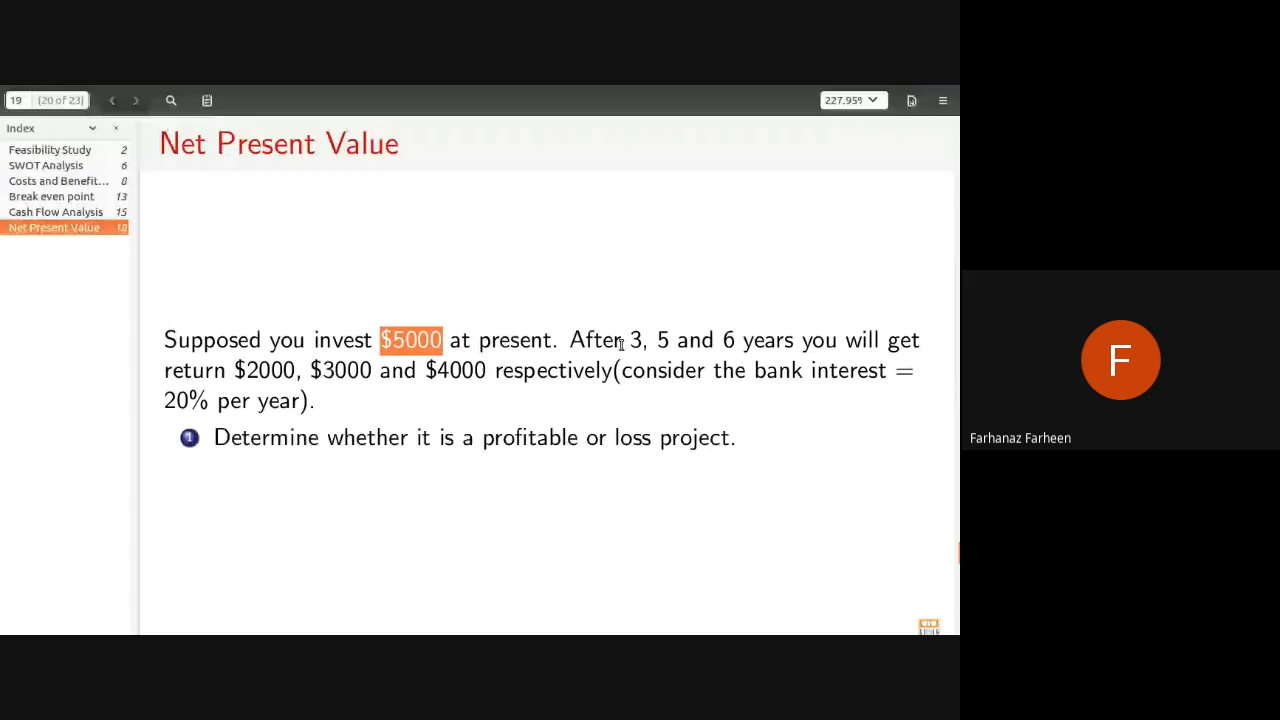 19 (20 of 23)
227.95%
Index
Feasibility Study 2
SWOT Analysis 6
Costs and Benefit... 8
Break even point 13
Cash Flow Analysis 15
Net Present Value 18
Net Present Value
Supposed you invest $5000 at present. After 3, 5 and 6 years you will get
return $2000, $3000 and $4000 respectively(consider the bank interest =
20% per year).
1 Determine whether it is a profitable or loss project.
F
Farhanaz Farheen